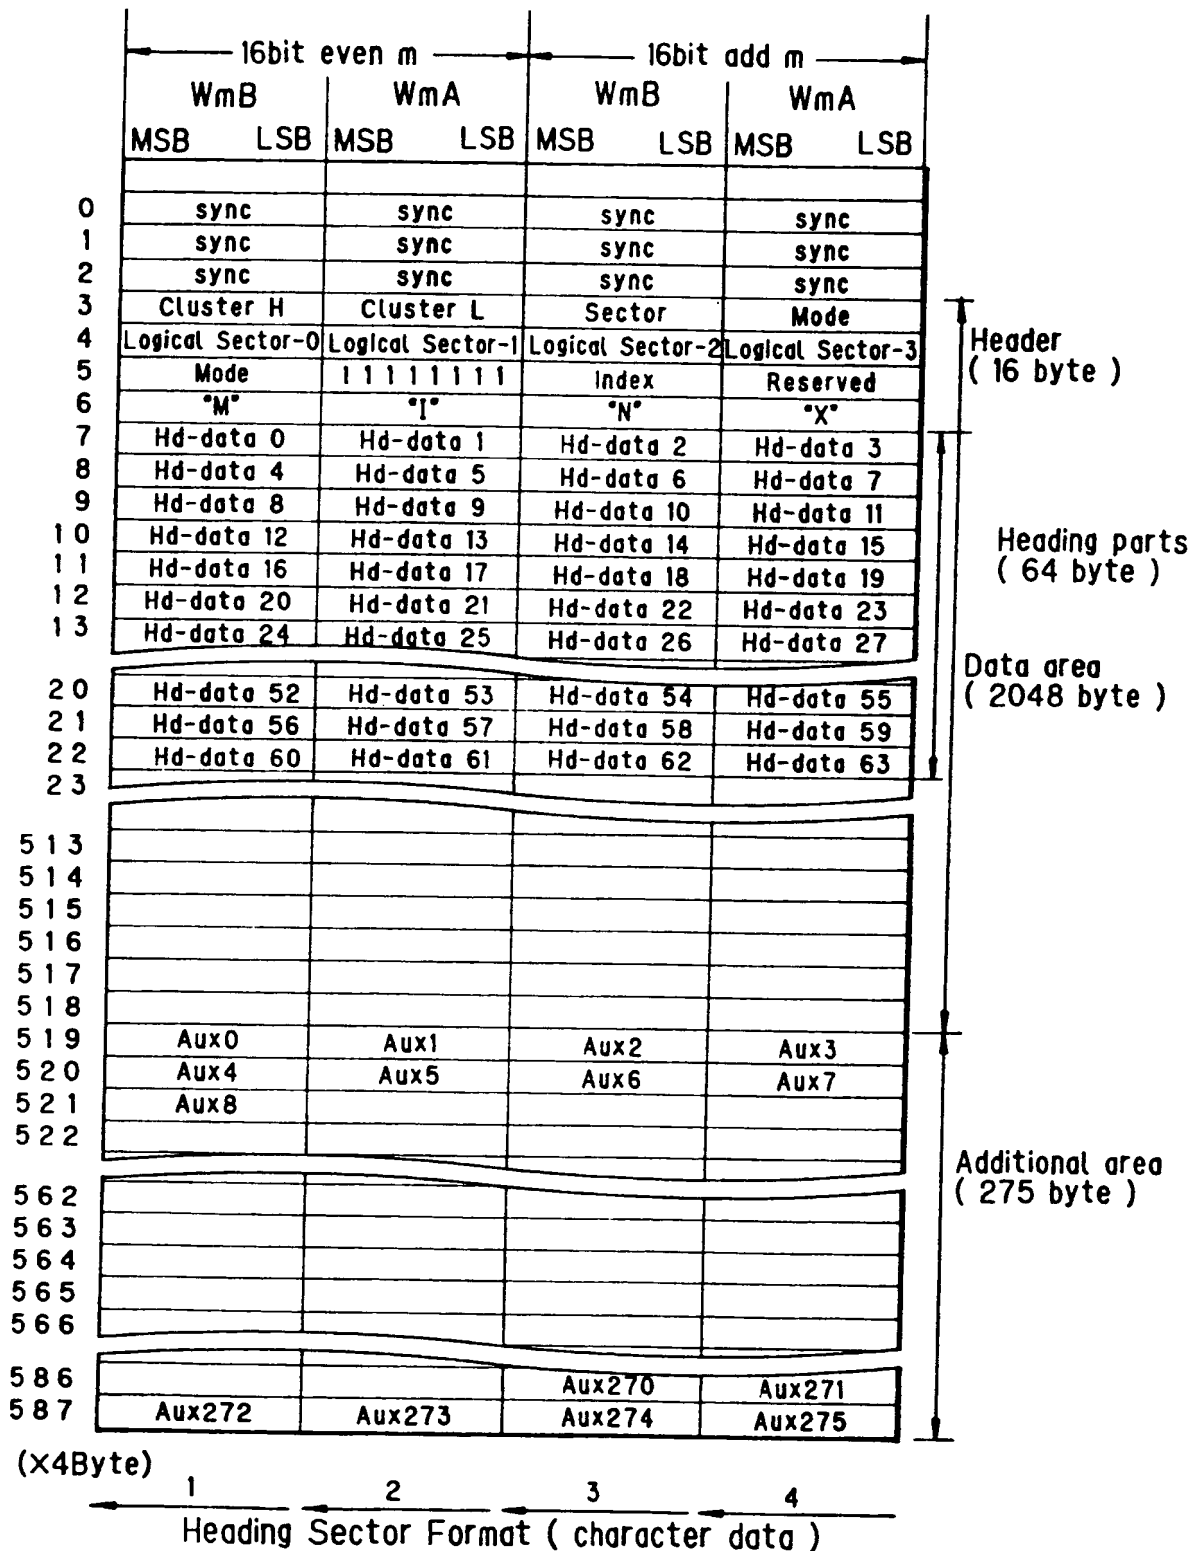 16bit even m 16bit add m
WmB WmA WmB WmA
MSB LSB MSB LSB MSB LSB MSB LSB
0 sync sync sync sync
1 sync sync sync sync
2 sync sync sync sync
3 Cluster H Cluster L Sector Mode
4 Logical Sector-0 Logical Sector-1 Logical Sector-2 Logical Sector-3
Header
( 16 byte )
5 Mode 1 1 1 1 1 1 1 1 Index Reserved
6 "M" "I" "N" "X"
7 Hd-data 0 Hd-data 1 Hd-data 2 Hd-data 3
8 Hd-data 4 Hd-data 5 Hd-data 6 Hd-data 7
9 Hd-data 8 Hd-data 9 Hd-data 10 Hd-data 11
10 Hd-data 12 Hd-data 13 Hd-data 14 Hd-data 15
Heading parts
( 64 byte )
11 Hd-data 16 Hd-data 17 Hd-data 18 Hd-data 19
12 Hd-data 20 Hd-data 21 Hd-data 22 Hd-data 23
13 Hd-data 24 Hd-data 25 Hd-data 26 Hd-data 27
Data area
( 2048 byte )
20 Hd-data 52 Hd-data 53 Hd-data 54 Hd-data 55
21 Hd-data 56 Hd-data 57 Hd-data 58 Hd-data 59
22 Hd-data 60 Hd-data 61 Hd-data 62 Hd-data 63
23
513
514
515
516
517
518
519 Aux0 Aux1 Aux2 Aux3
520 Aux4 Aux5 Aux6 Aux7
521 Aux8
522
Additional area
( 275 byte )
562
563
564
565
566
586 Aux270 Aux271
587 Aux272 Aux273 Aux274 Aux275
(×4Byte)
1 2 3 4
Heading Sector Format ( character data )